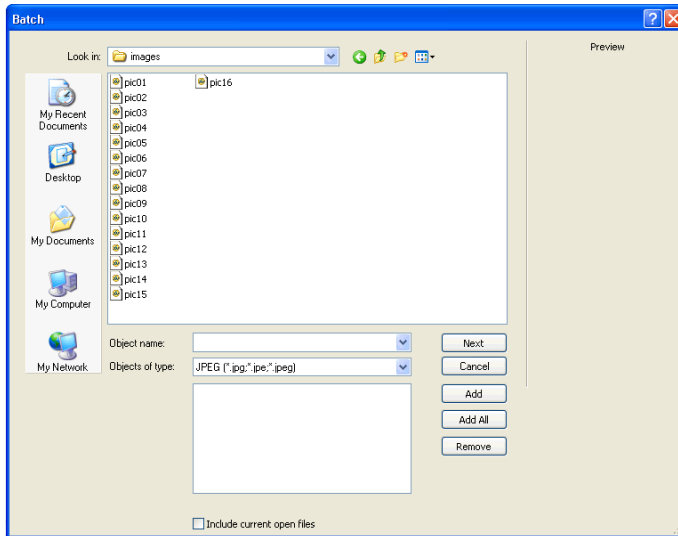 Batch
Look in:
images
Preview
My Recent
Documents
Desktop
My Documents
My Computer
My Network
pic01
pic02
pic03
pic04
pic05
pic06
pic07
pic08
pic09
pic10
pic11
pic12
pic13
pic14
pic15
pic16
Object name:
Next
Objects of type:
JPEG (*.jpg;*.jpe;*.jpeg)
Cancel
Add
Add All
Remove
Include current open files